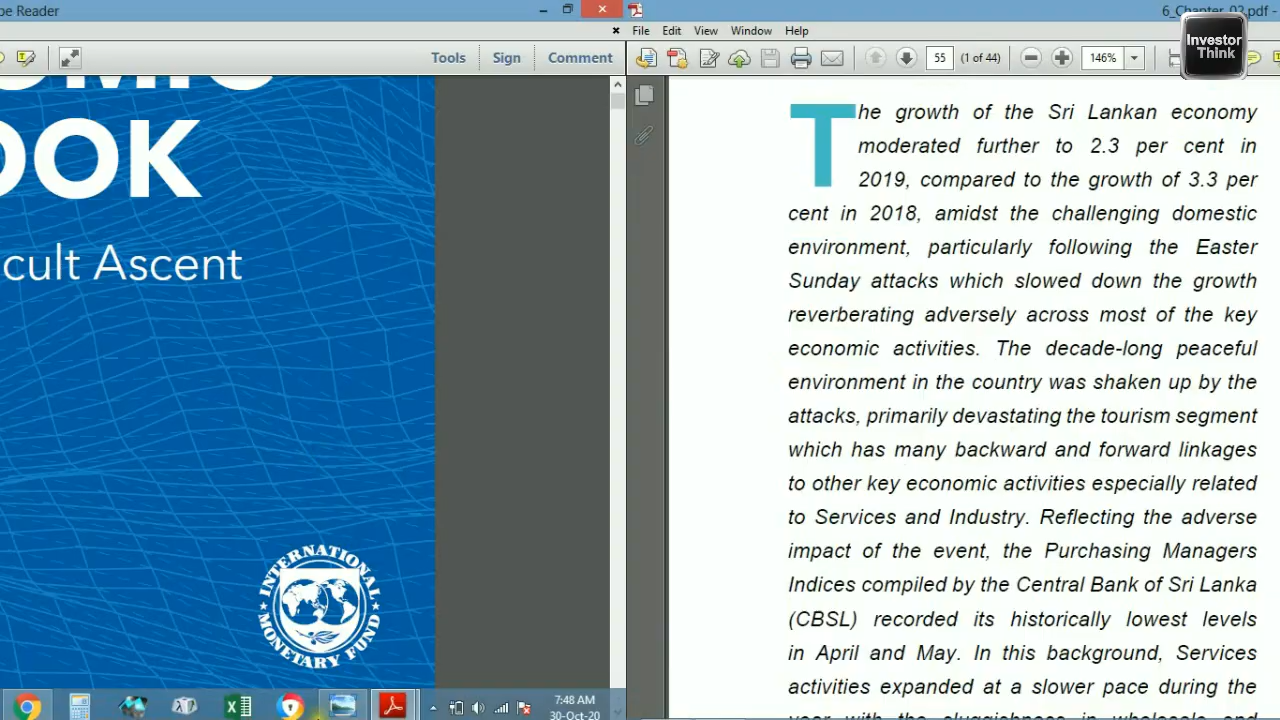 be Reader
Tools Sign Comment
OMIC
OOK
cult Ascent
INTERNATIONAL
MONETARY FUND
7:48 AM
30-Oct-20
6_Chapter_02.pdf -
File Edit View Window Help
55 (1 of 44) 146%
Investor
Think
The growth of the Sri Lankan economy
moderated further to 2.3 per cent in
2019, compared to the growth of 3.3 per
cent in 2018, amidst the challenging domestic
environment, particularly following the Easter
Sunday attacks which slowed down the growth
reverberating adversely across most of the key
economic activities. The decade-long peaceful
environment in the country was shaken up by the
attacks, primarily devastating the tourism segment
which has many backward and forward linkages
to other key economic activities especially related
to Services and Industry. Reflecting the adverse
impact of the event, the Purchasing Managers
Indices compiled by the Central Bank of Sri Lanka
(CBSL) recorded its historically lowest levels
in April and May. In this background, Services
activities expanded at a slower pace during the
year with the sluggishness in wholesale and